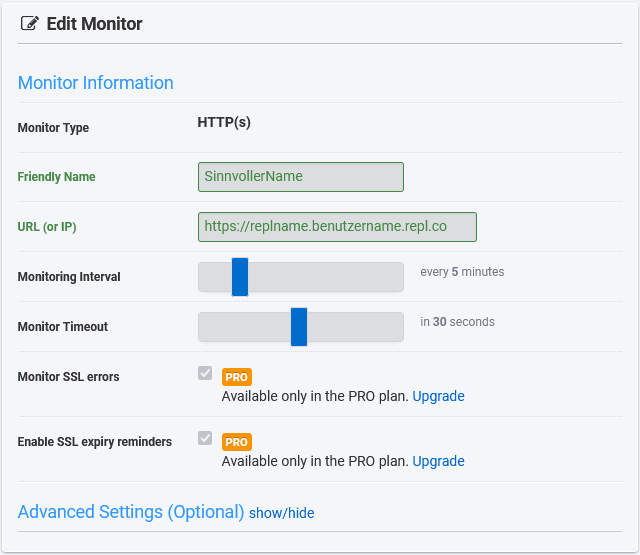 Edit Monitor
Monitor Information
Monitor Type HTTP(s)
Friendly Name SinnvollerName
URL (or IP) https://replname.benutzername.repl.co
Monitoring Interval every 5 minutes
Monitor Timeout in 30 seconds
Monitor SSL errors PRO
Available only in the PRO plan. Upgrade
Enable SSL expiry reminders PRO
Available only in the PRO plan. Upgrade
Advanced Settings (Optional) show/hide